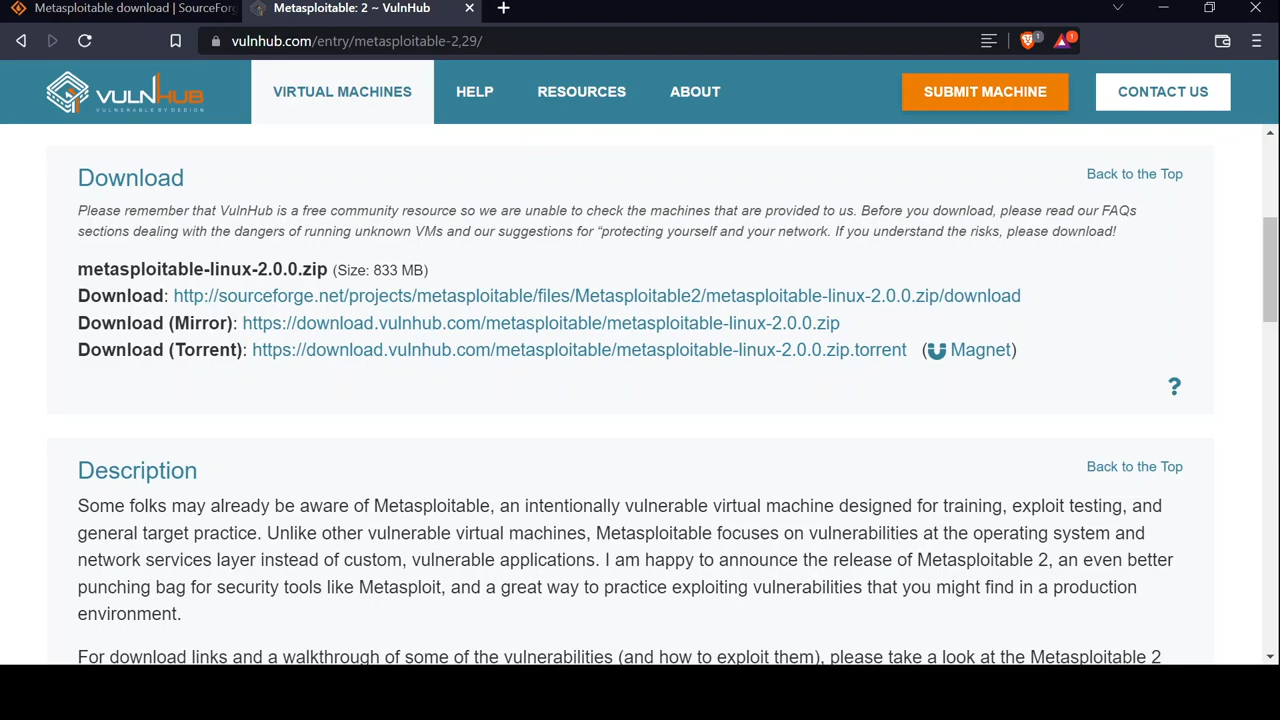 Metasploitable download | SourceForg
Metasploitable: 2 ~ VulnHub
vulnhub.com/entry/metasploitable-2,29/
1
1
VULNHUB
VULNERABLE BY DESIGN
VIRTUAL MACHINES
HELP
RESOURCES
ABOUT
SUBMIT MACHINE
CONTACT US
Download
Back to the Top
Please remember that VulnHub is a free community resource so we are unable to check the machines that are provided to us. Before you download, please read our FAQs
sections dealing with the dangers of running unknown VMs and our suggestions for “protecting yourself and your network. If you understand the risks, please download!
metasploitable-linux-2.0.0.zip (Size: 833 MB)
Download: http://sourceforge.net/projects/metasploitable/files/Metasploitable2/metasploitable-linux-2.0.0.zip/download
Download (Mirror): https://download.vulnhub.com/metasploitable/metasploitable-linux-2.0.0.zip
Download (Torrent): https://download.vulnhub.com/metasploitable/metasploitable-linux-2.0.0.zip.torrent (Magnet)
?
Description
Back to the Top
Some folks may already be aware of Metasploitable, an intentionally vulnerable virtual machine designed for training, exploit testing, and
general target practice. Unlike other vulnerable virtual machines, Metasploitable focuses on vulnerabilities at the operating system and
network services layer instead of custom, vulnerable applications. I am happy to announce the release of Metasploitable 2, an even better
punching bag for security tools like Metasploit, and a great way to practice exploiting vulnerabilities that you might find in a production
environment.
For download links and a walkthrough of some of the vulnerabilities (and how to exploit them), please take a look at the Metasploitable 2